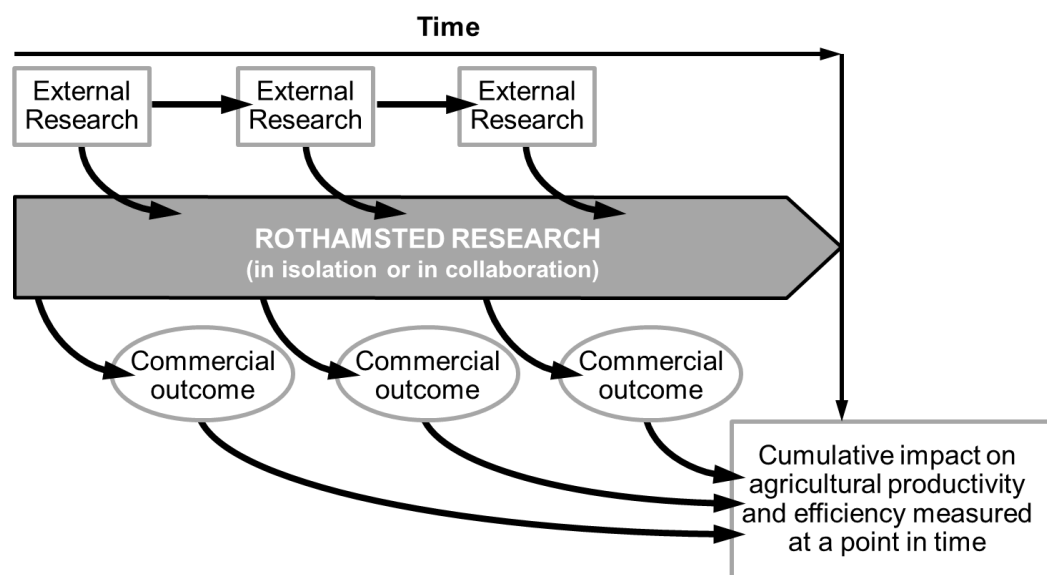 Time
External
Research
External
Research
External
Research
ROTHAMSTED RESEARCH
(in isolation or in collaboration)
Commercial
outcome
Commercial
outcome
Commercial
outcome
Cumulative impact on
agricultural productivity
and efficiency measured
at a point in time